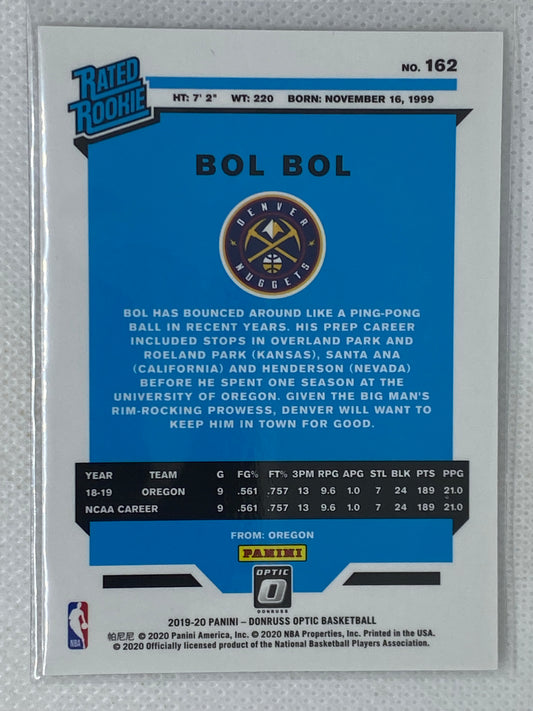 RATED
ROOKIE
NO. 162
HT: 7' 2" WT: 220 BORN: NOVEMBER 16, 1999
BOL BOL
DENVER
NUGGETS
BOL HAS BOUNCED AROUND LIKE A PING-PONG
BALL IN RECENT YEARS. HIS PREP CAREER
INCLUDED STOPS IN OVERLAND PARK AND
ROELAND PARK (KANSAS), SANTA ANA
(CALIFORNIA) AND HENDERSON (NEVADA)
BEFORE HE SPENT ONE SEASON AT THE
UNIVERSITY OF OREGON. GIVEN THE BIG MAN'S
RIM-ROCKING PROWESS, DENVER WILL WANT TO
KEEP HIM IN TOWN FOR GOOD.
YEAR TEAM G FG% FT% 3PM RPG APG STL BLK PTS PPG
18-19 OREGON 9 .561 .757 13 9.6 1.0 7 24 189 21.0
NCAA CAREER 9 .561 .757 13 9.6 1.0 7 24 189 21.0
FROM: OREGON
PANINI
OPTIC
DONRUSS
NBA
2019-20 PANINI – DONRUSS OPTIC BASKETBALL
帕尼尼 © 2020 Panini America, Inc. © 2020 NBA Properties, Inc. Printed in the USA.
© 2020 Officially licensed product of the National Basketball Players Association.